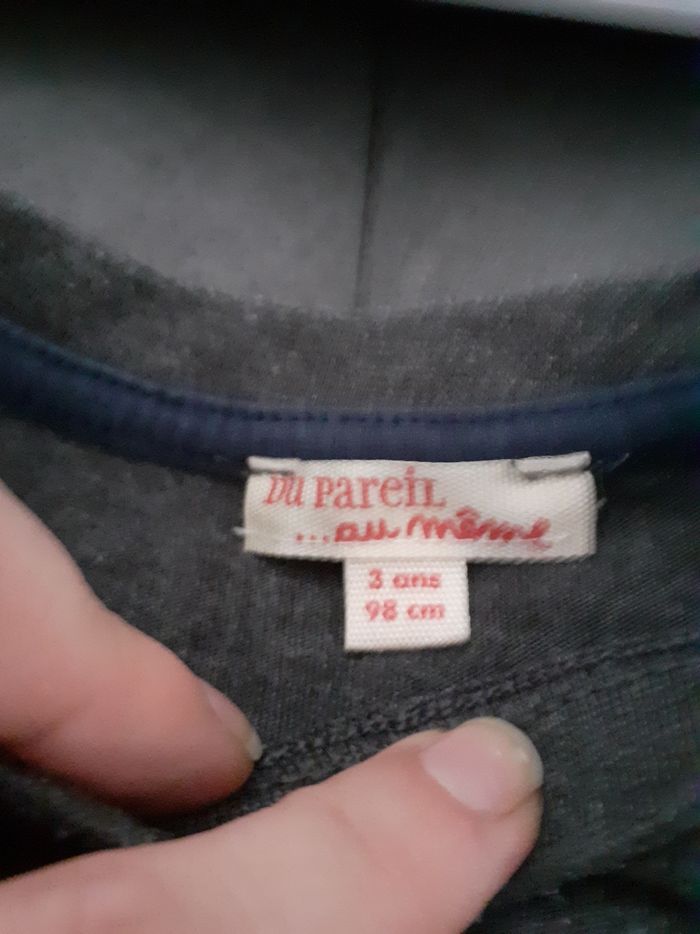 DU PAREIL
...au même
3 ans
98 cm